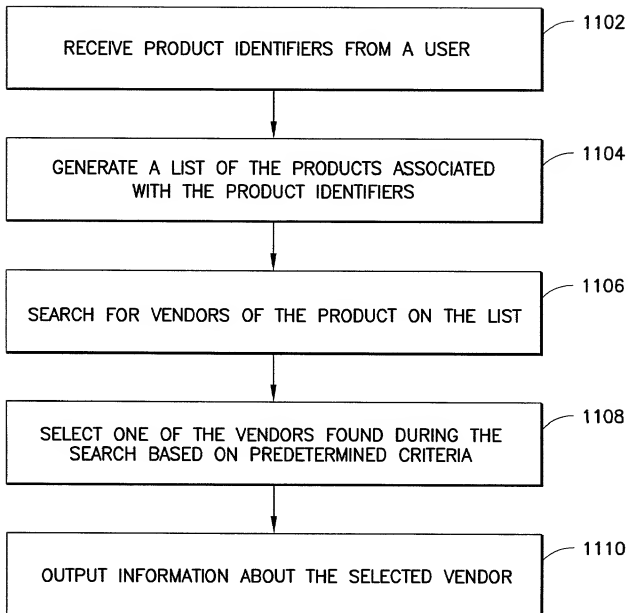 1102
RECEIVE PRODUCT IDENTIFIERS FROM A USER
1104
GENERATE A LIST OF THE PRODUCTS ASSOCIATED
WITH THE PRODUCT IDENTIFIERS
1106
SEARCH FOR VENDORS OF THE PRODUCT ON THE LIST
1108
SELECT ONE OF THE VENDORS FOUND DURING THE
SEARCH BASED ON PREDETERMINED CRITERIA
1110
OUTPUT INFORMATION ABOUT THE SELECTED VENDOR